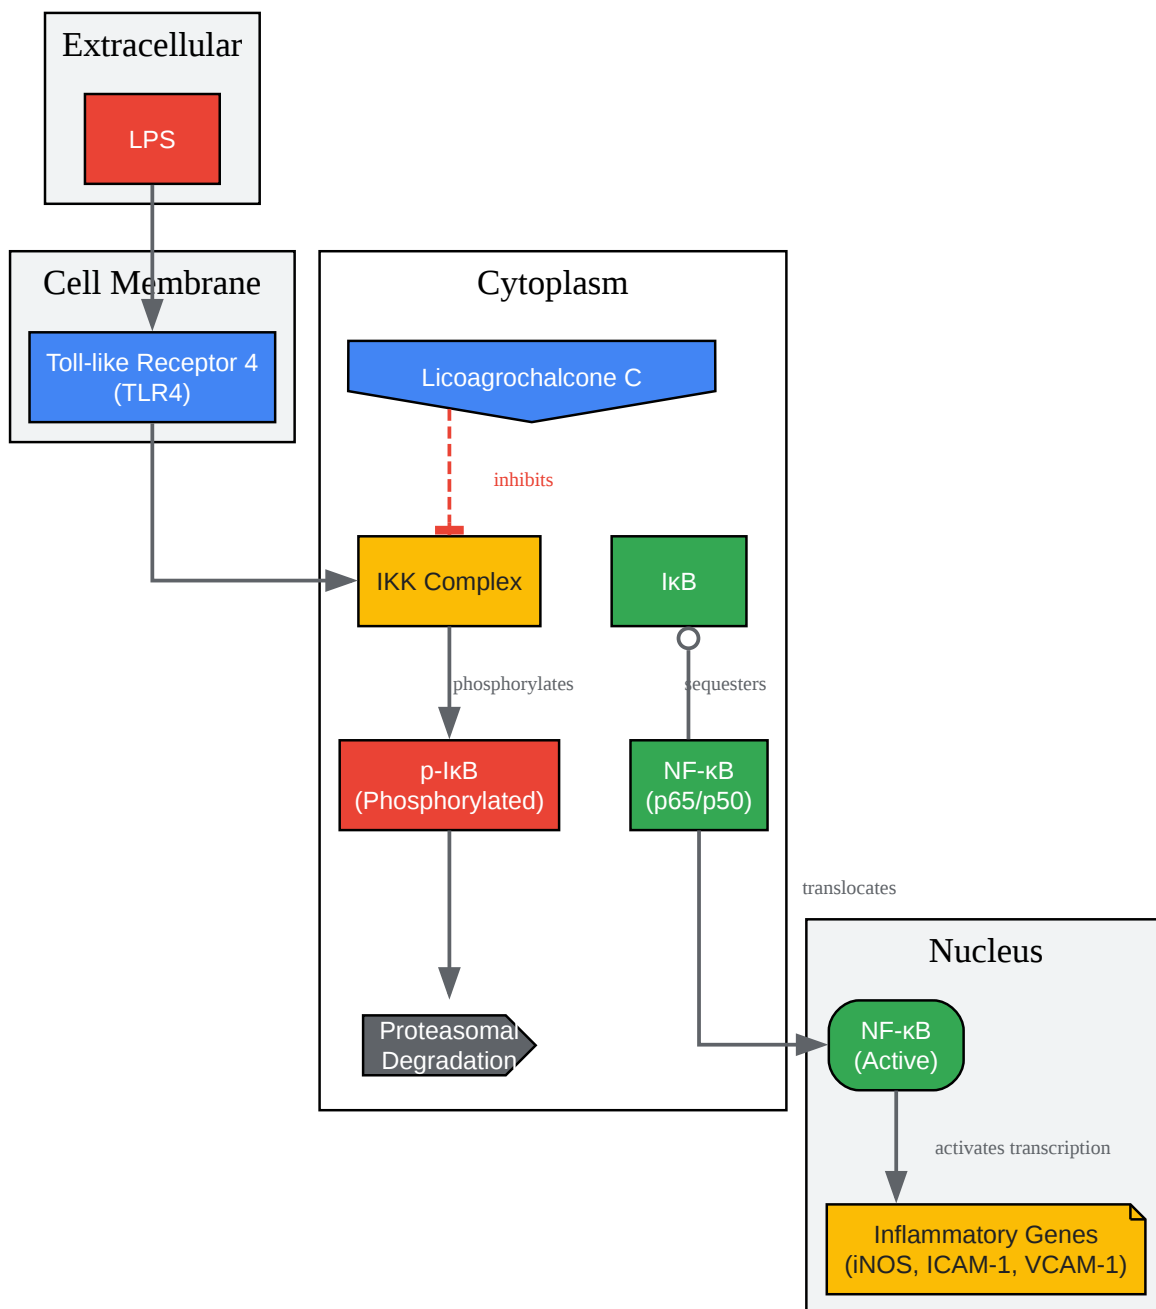 Extracellular
LPS
Cell Membrane
Toll-like Receptor 4
(TLR4)
Cytoplasm
Licoagrochalcone C
inhibits
IKK Complex
IκB
phosphorylates
sequesters
p-IκB
(Phosphorylated)
NF-κB
(p65/p50)
translocates
Proteasomal
Degradation
Nucleus
NF-κB
(Active)
activates transcription
Inflammatory Genes
(iNOS, ICAM-1, VCAM-1)